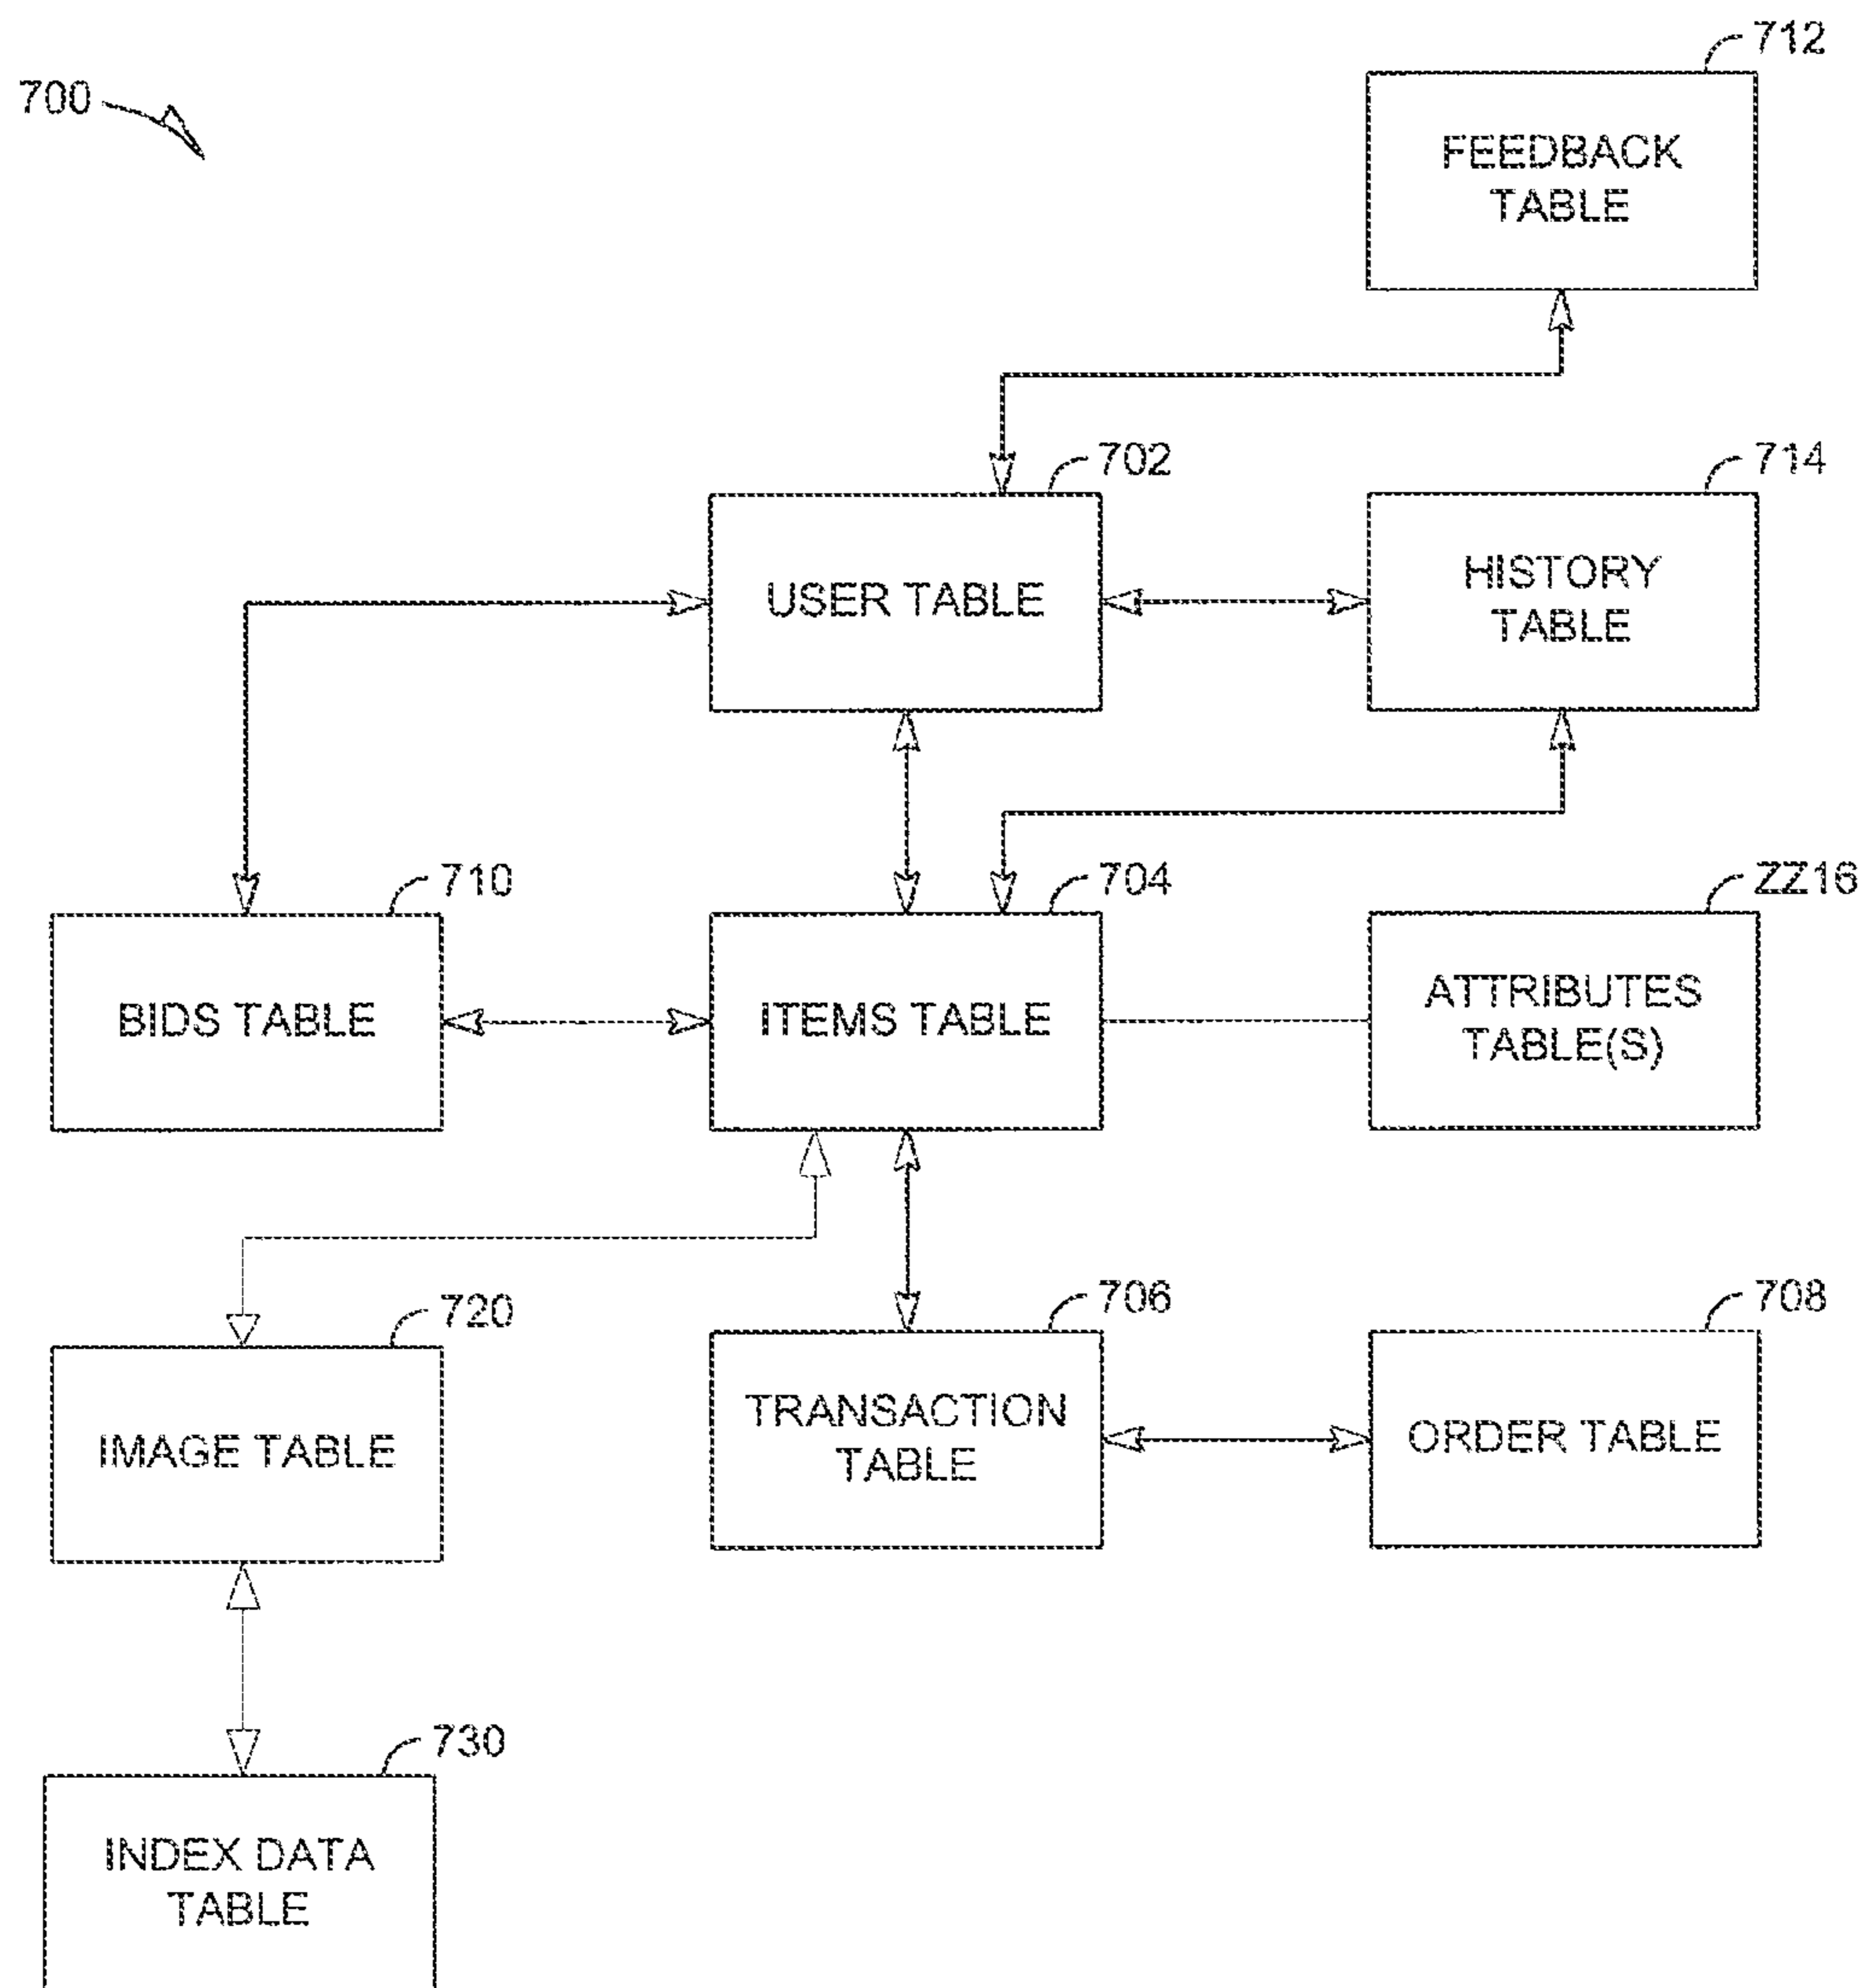 712
700
FEEDBACK
TABLE
702
714
USER TABLE
HISTORY
TABLE
710
704
ZZ16
BIDS TABLE
ITEMS TABLE
ATTRIBUTES
TABLE(S)
720
706
708
IMAGE TABLE
TRANSACTION
TABLE
ORDER TABLE
730
INDEX DATA
TABLE